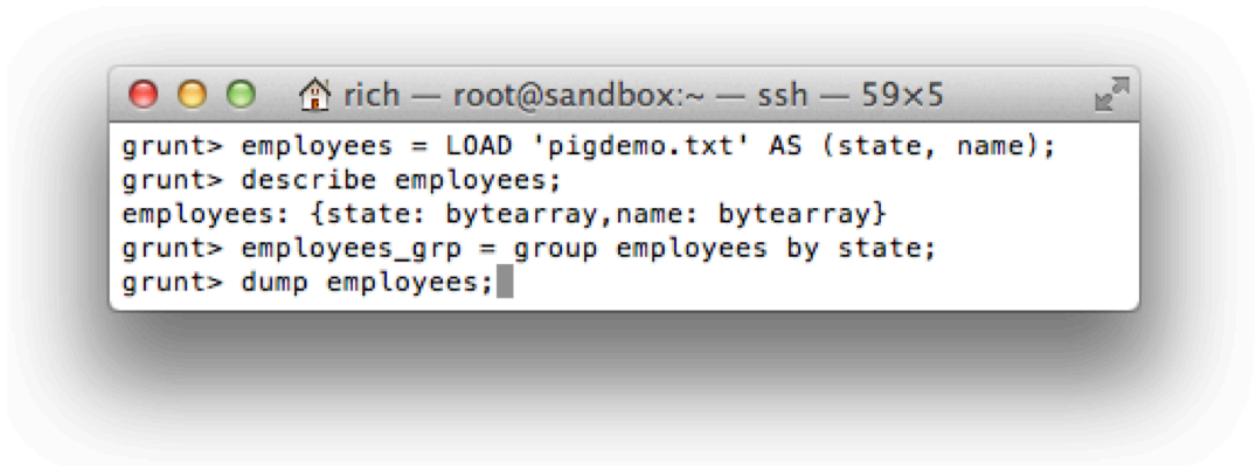 rich — root@sandbox:~ — ssh — 59×5
grunt> employees = LOAD 'pigdemo.txt' AS (state, name);
grunt> describe employees;
employees: {state: bytearray,name: bytearray}
grunt> employees_grp = group employees by state;
grunt> dump employees;